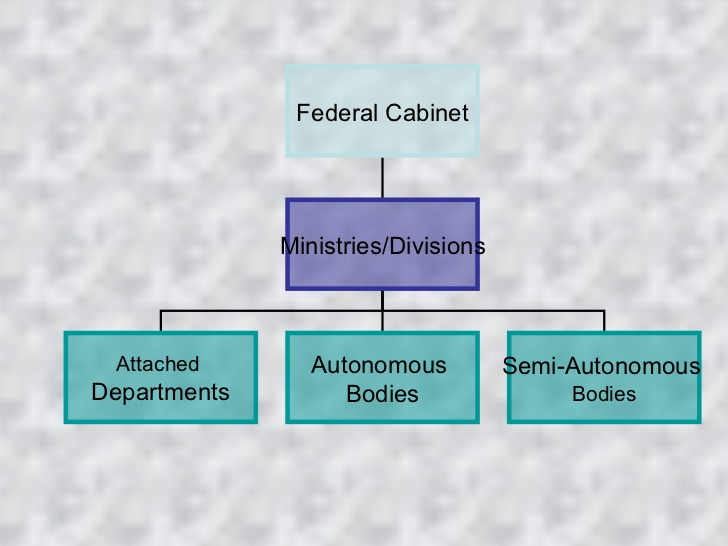 Federal Cabinet
Ministries/Divisions
Attached
Departments
Autonomous
Bodies
Semi-Autonomous
Bodies